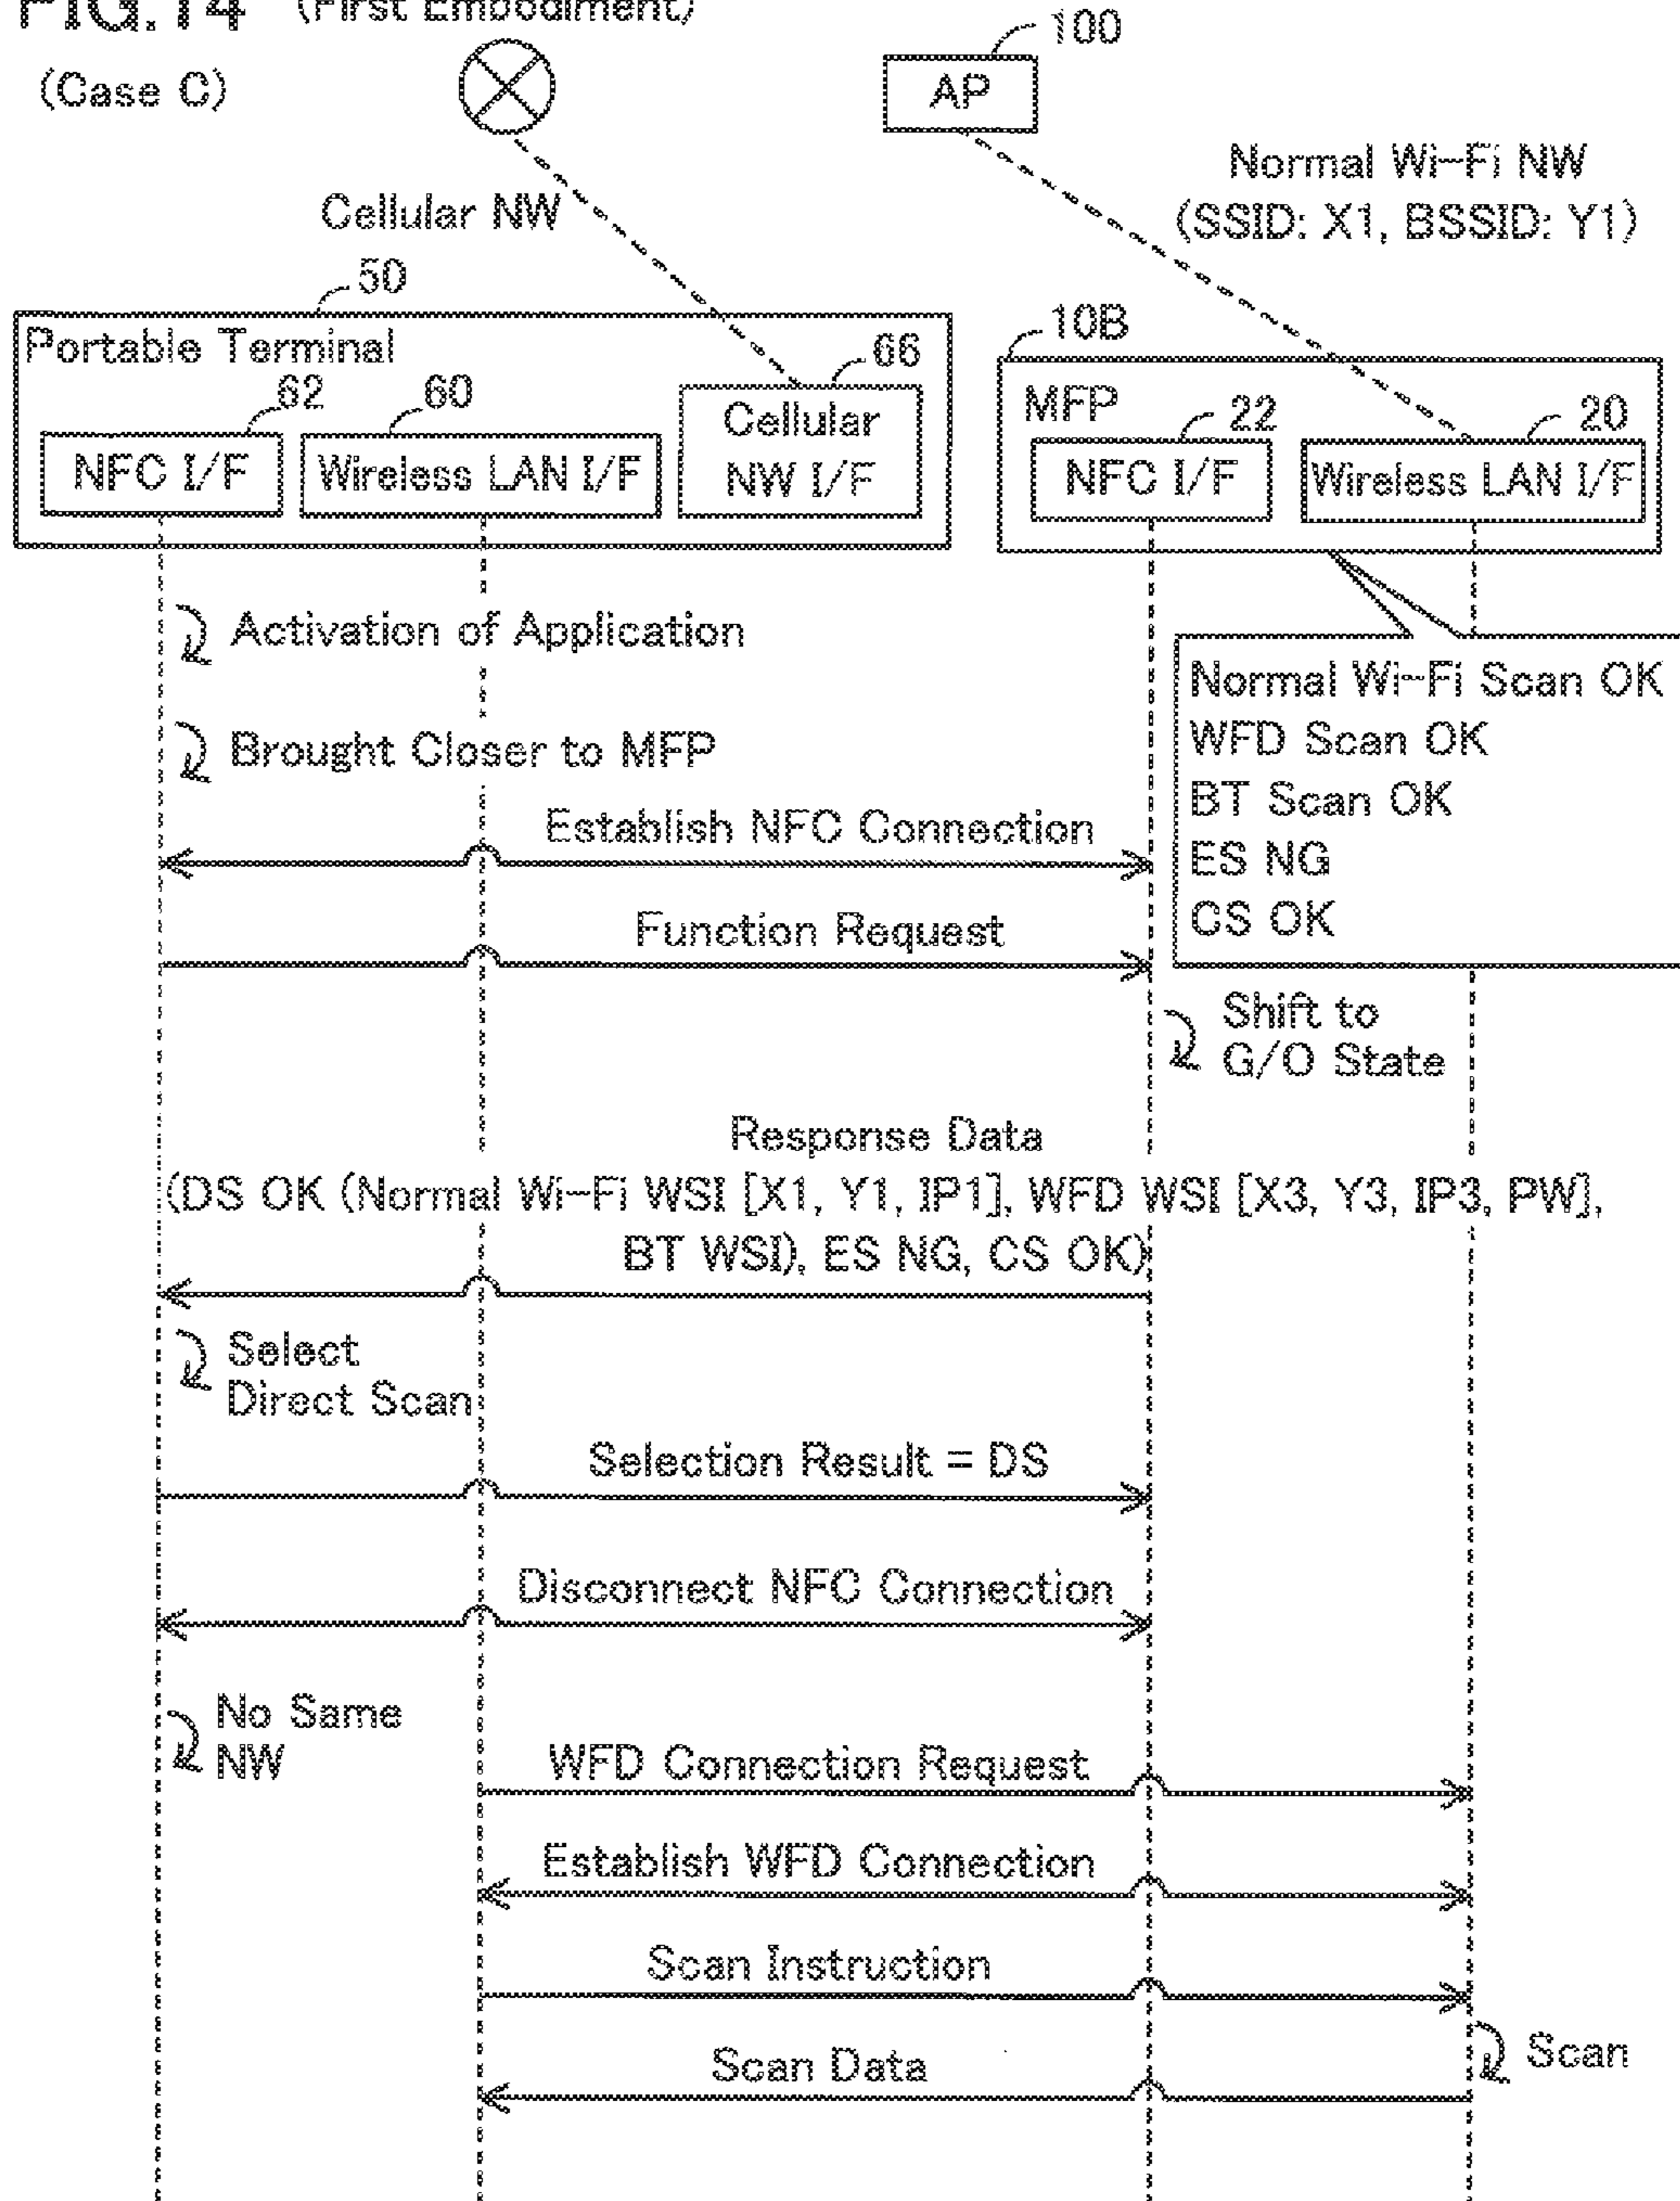 FIG. 14 (First Embodiment)
(Case C)
100
AP
Normal Wi-Fi NW
(SSID: X1, BSSID: Y1)
Cellular NW
50
Portable Terminal
62
60
66
NFC I/F
Wireless LAN I/F
Cellular
NW I/F
10B
MFP
22
20
NFC I/F
Wireless LAN I/F
Activation of Application
Normal Wi-Fi Scan OK
WFD Scan OK
BT Scan OK
ES NG
CS OK
Brought Closer to MFP
Establish NFC Connection
Function Request
Shift to
G/O State
Response Data
(DS OK (Normal Wi-Fi WSI [X1, Y1, IP1], WFD WSI [X3, Y3, IP3, PW],
BT WSI), ES NG, CS OK)
Select
Direct Scan
Selection Result = DS
Disconnect NFC Connection
No Same
NW
WFD Connection Request
Establish WFD Connection
Scan Instruction
Scan
Scan Data